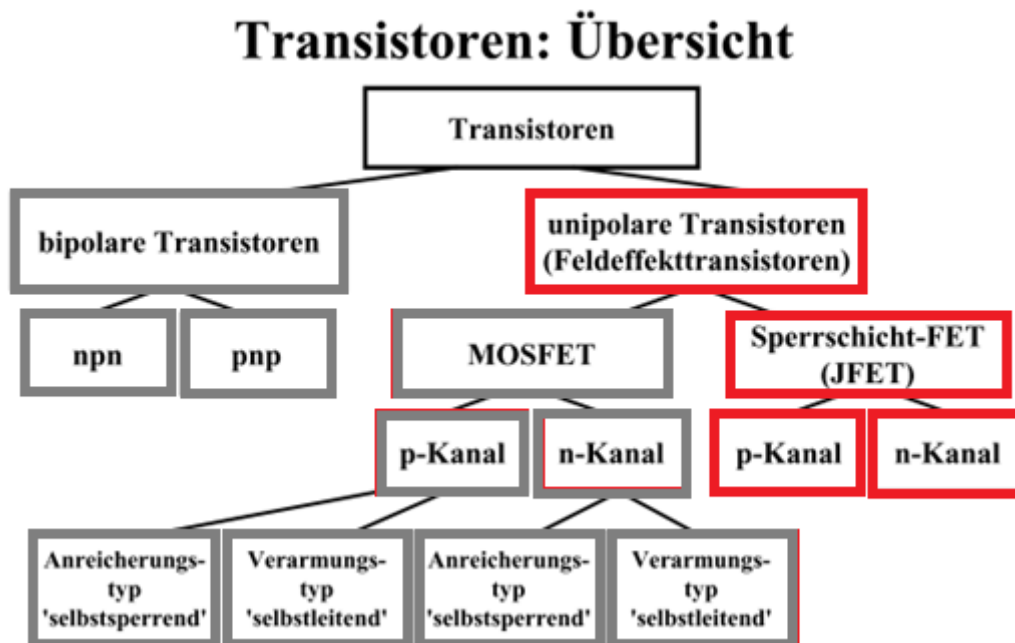 Transistoren: Übersicht
Transistoren
bipolare Transistoren
unipolare Transistoren
(Feldeffekttransistoren)
npn
pnp
MOSFET
Sperrschicht-FET
(JFET)
p-Kanal
n-Kanal
p-Kanal
n-Kanal
Anreicherungs-
typ
'selbstsperrend'
Verarmungs-
typ
'selbstleitend'
Anreicherungs-
typ
'selbstsperrend'
Verarmungs-
typ
'selbstleitend'